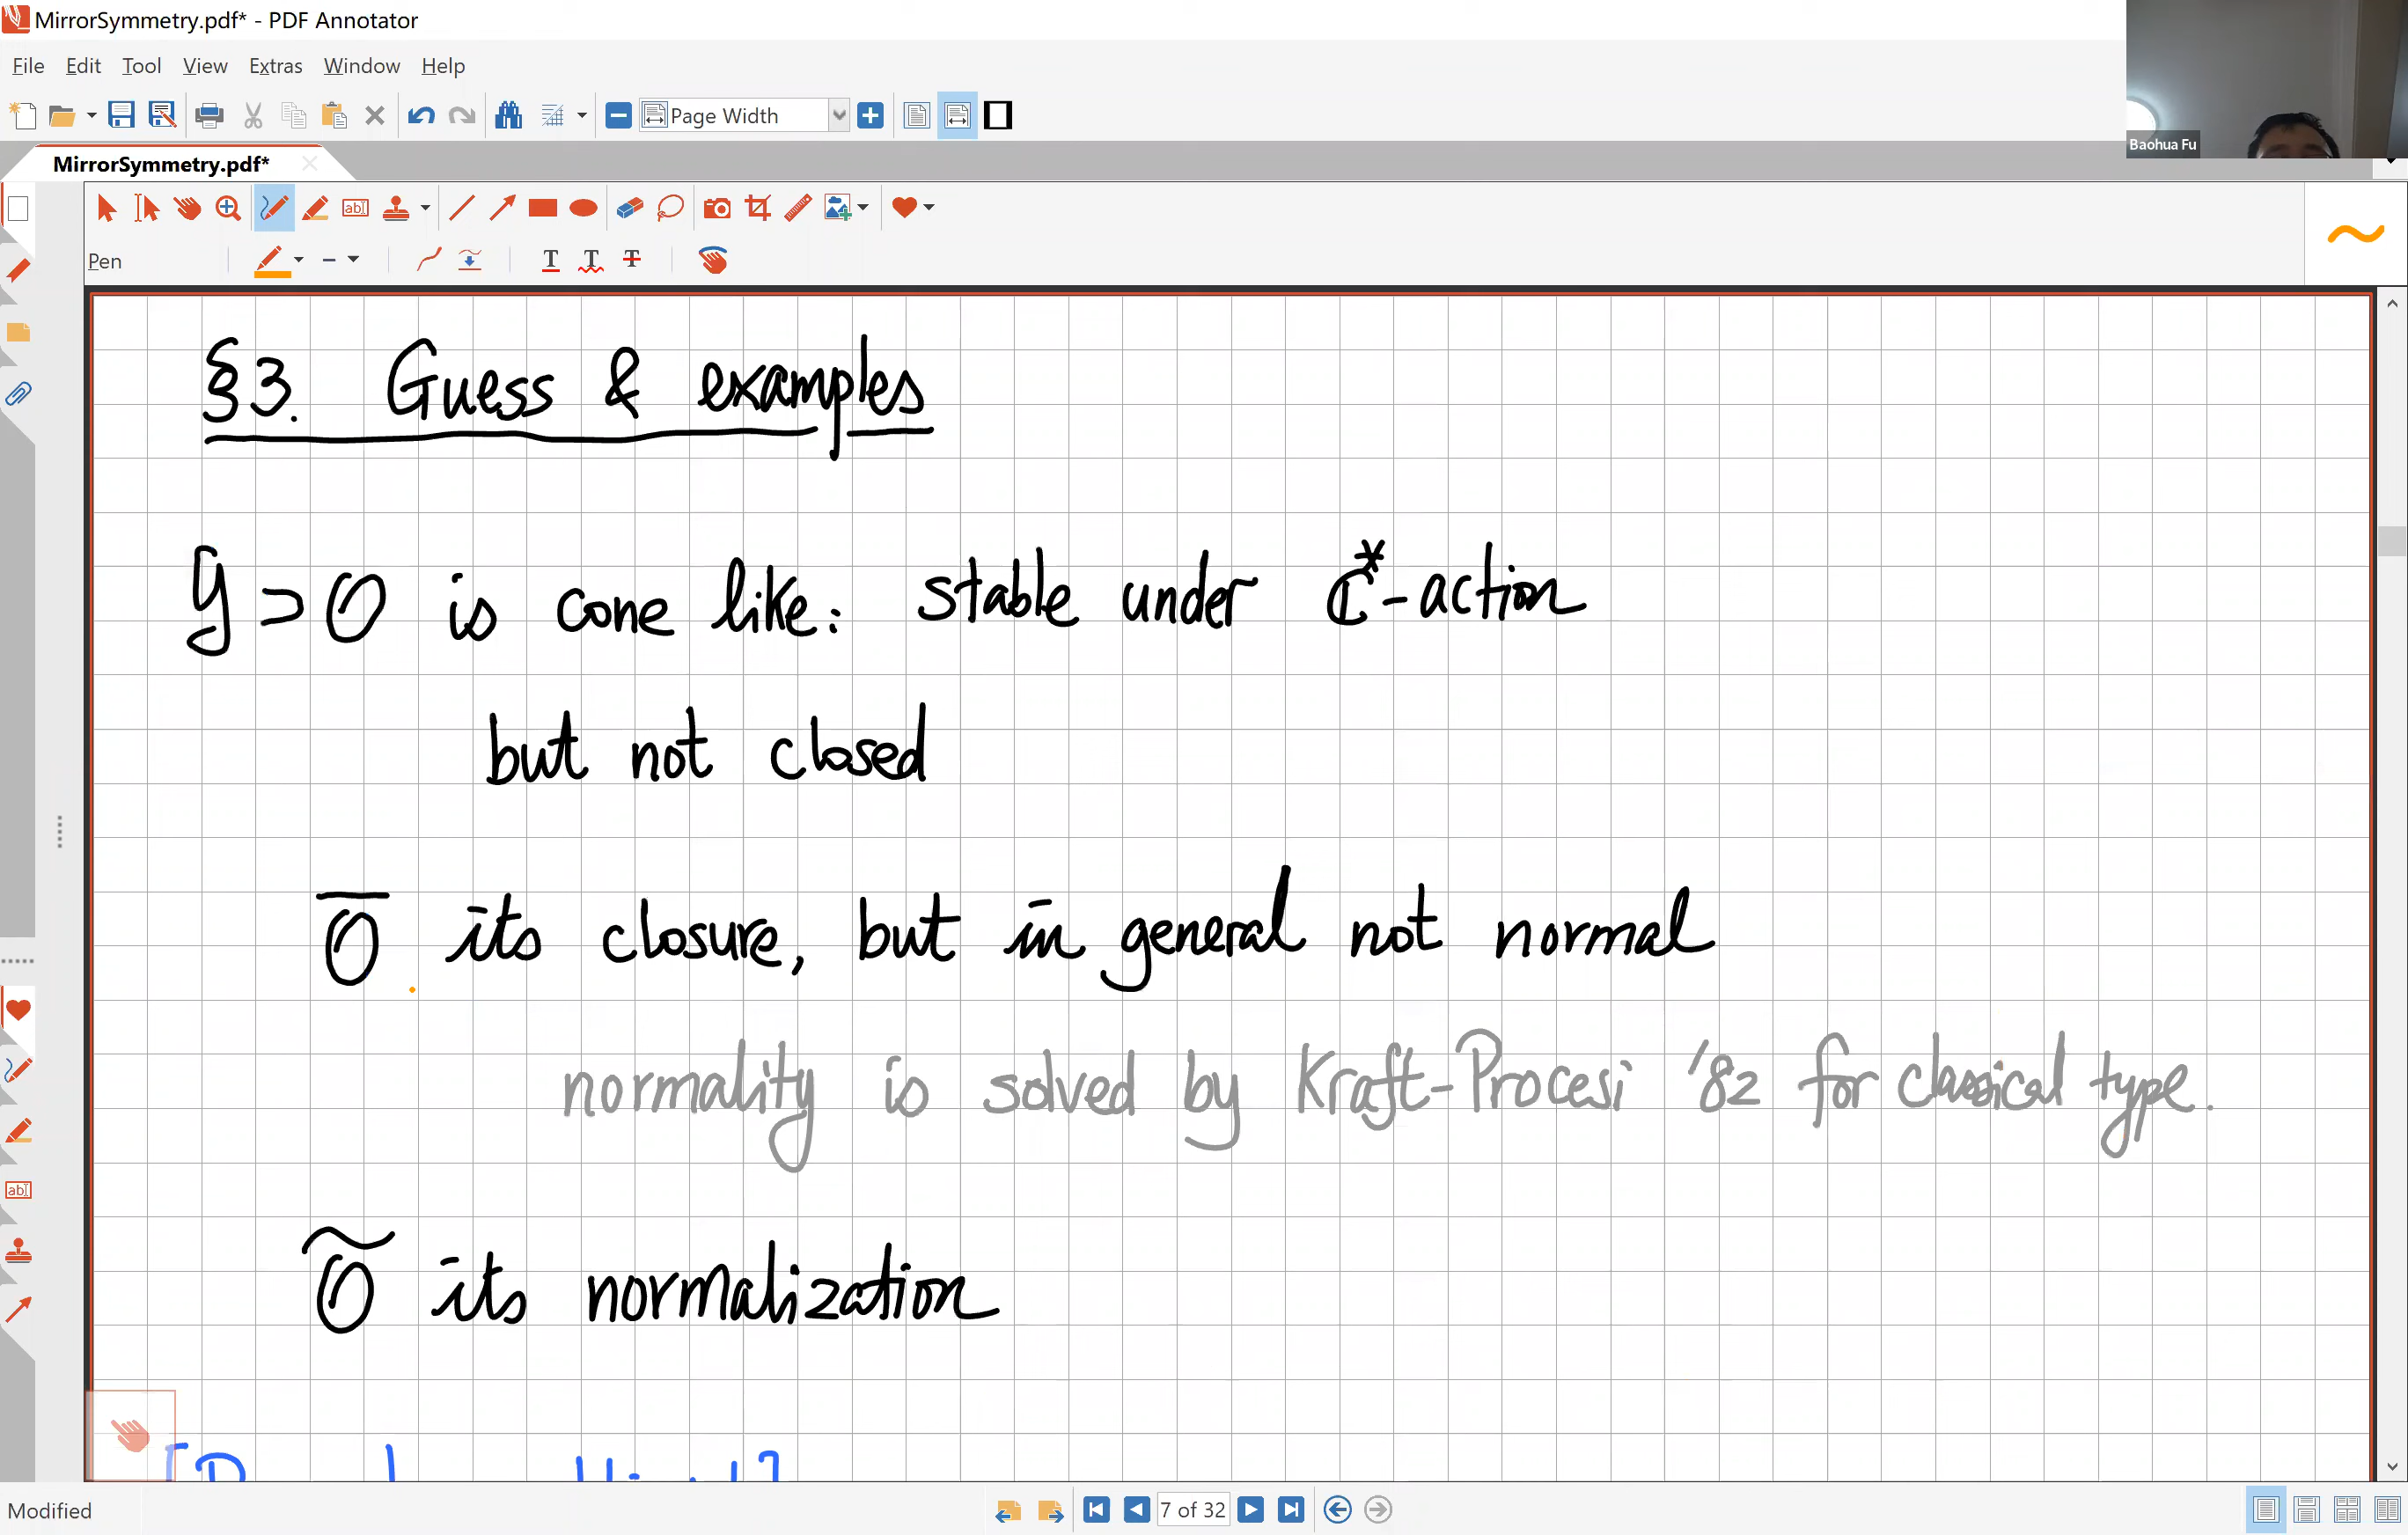 MirrorSymmetry.pdf* - PDF Annotator
File Edit Tool View Extras Window Help
Page Width
Baohua Fu
MirrorSymmetry.pdf*
Pen
§3. Guess & examples
𝔤 ⊃ O is cone like: stable under ℂ*-action
but not closed
O̅ its closure, but in general not normal
normality is solved by Kraft-Procesi '82 for classical type.
Õ its normalization
Modified
7 of 32